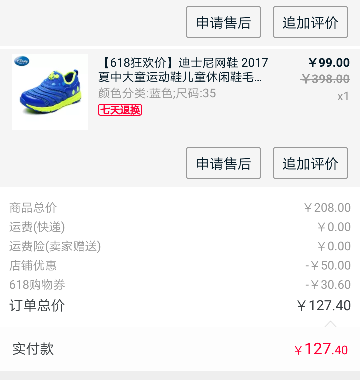 申请售后 追加评价
【618狂欢价】迪士尼网鞋 2017 ￥99.00
夏中大童运动鞋儿童休闲鞋毛... ￥398.00
颜色分类:蓝色;尺码:35 x1
七天退换
申请售后 追加评价
商品总价 ￥208.00
运费(快递) ￥0.00
运费险(卖家赠送) ￥0.00
店铺优惠 -￥50.00
618购物券 -￥30.60
订单总价 ￥127.40
实付款 ￥127.40